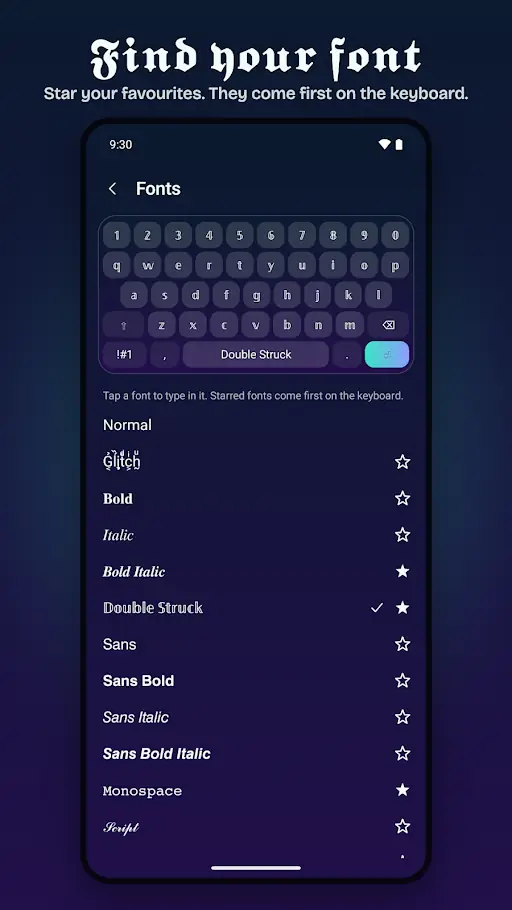 Find your font
Star your favourites. They come first on the keyboard.
9:30
Fonts
1 2 3 4 5 6 7 8 9 0
q w e r t y u i o p
a s d f g h j k l
z x c v b n m
!#1 , Double Struck .
Tap a font to type in it. Starred fonts come first on the keyboard.
Normal
Glitch
Bold
Italic
Bold Italic
Double Struck
Sans
Sans Bold
Sans Italic
Sans Bold Italic
Monospace
Script